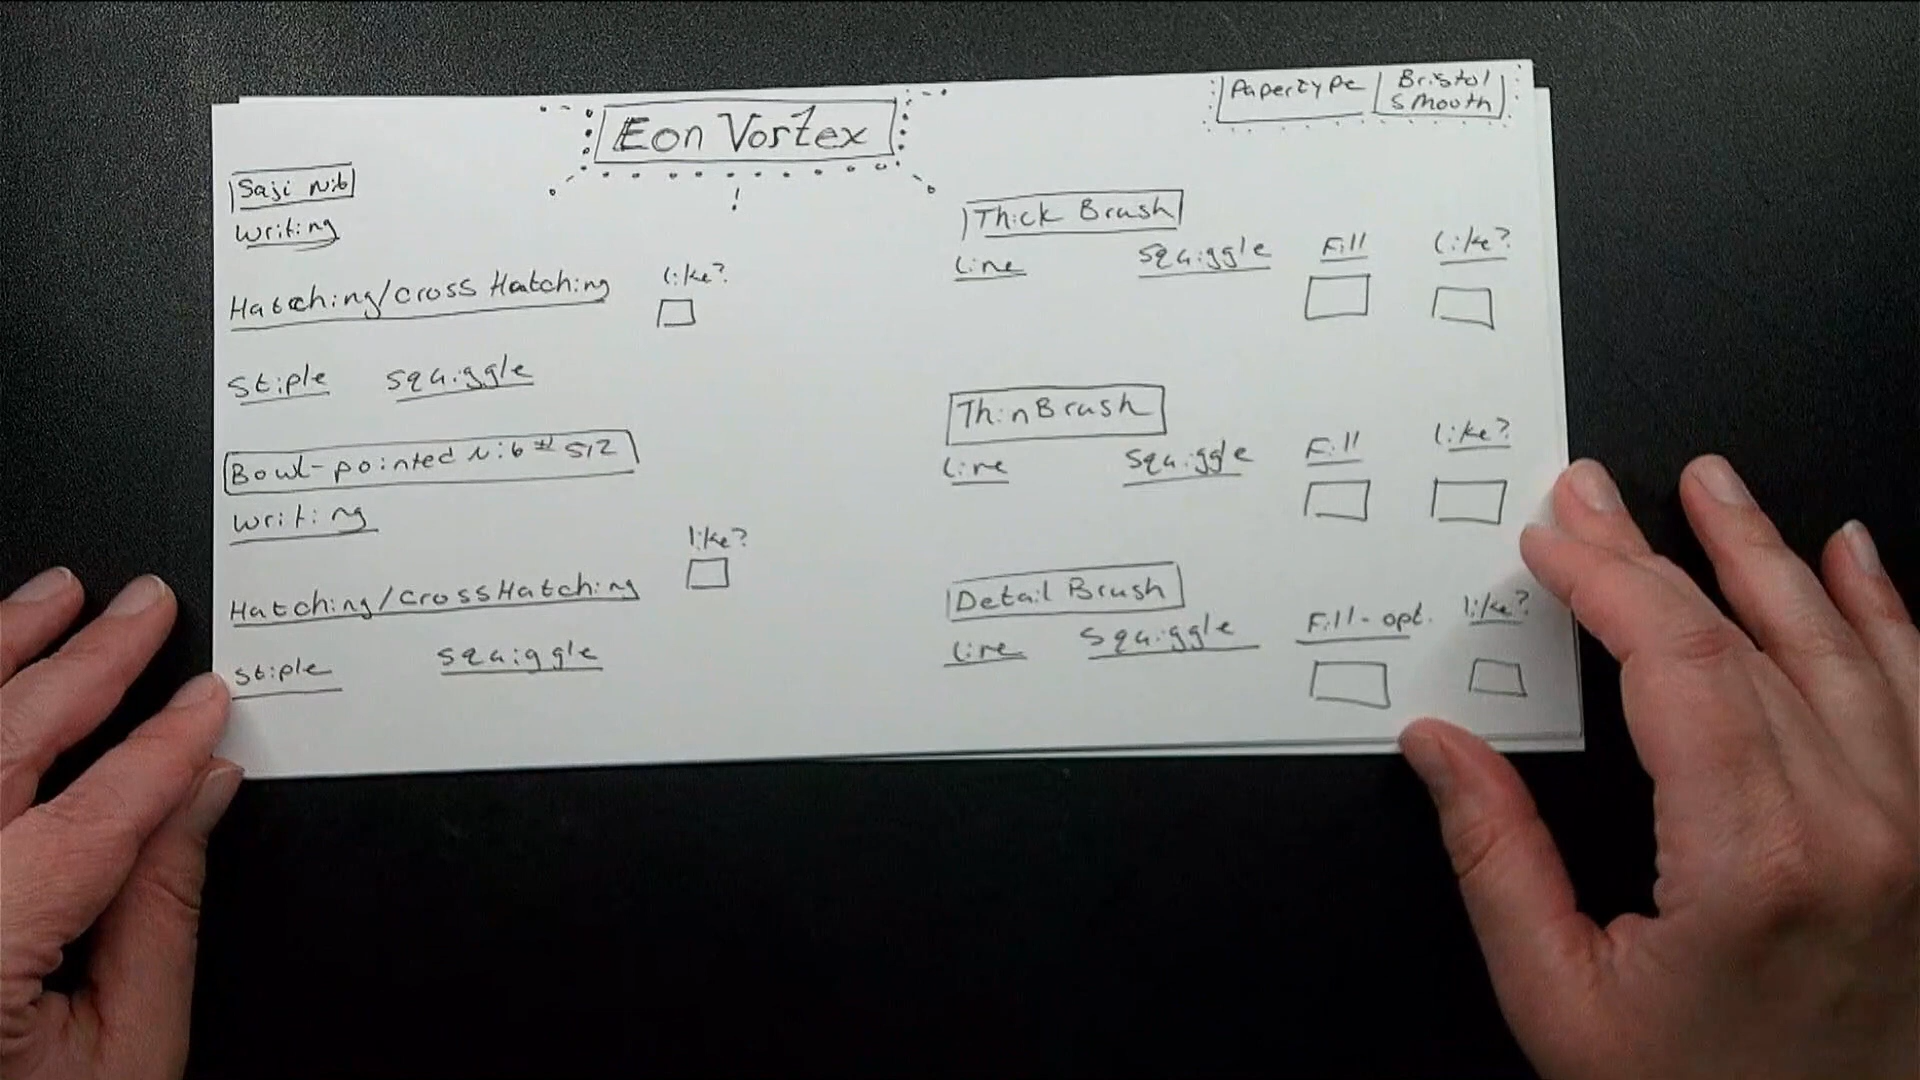 Eon Vortex
!
Papertype | Bristol
Smooth
Saji Nib
Writing
Hatching/Cross Hatching
like?
Stiple Squiggle
Bowl-pointed Nib # 512
Writing
like?
Hatching/CrossHatching
Stiple Squiggle
Thick Brush
Line Squiggle Fill Like?
Thin Brush
Line Squiggle Fill like?
Detail Brush
Line Squiggle Fill-opt. like?